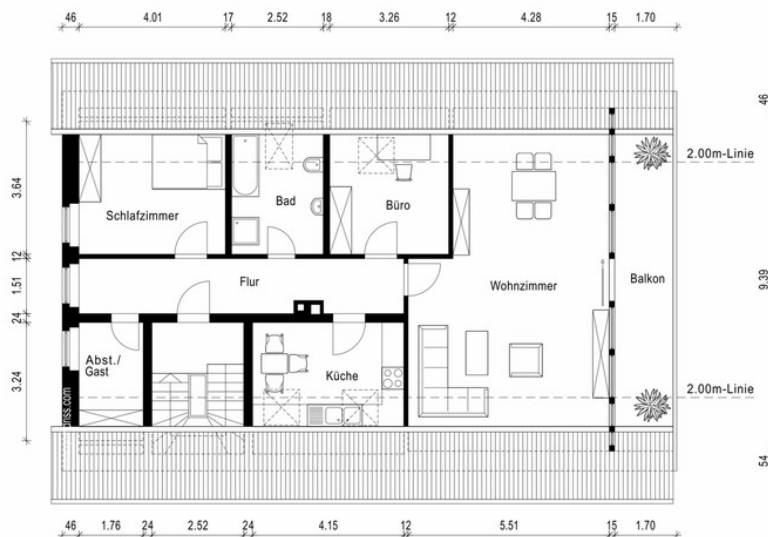 46 4.01 17 2.52 18 3.26 12 4.28 15 1.70
46
2.00m-Linie
3.64
Schlafzimmer
Bad
Büro
12
1.51
Flur
Wohnzimmer
Balkon
9.39
24
Abst./
Gast
Küche
3.24
2.00m-Linie
54
46 1.76 24 2.52 24 4.15 12 5.51 15 1.70